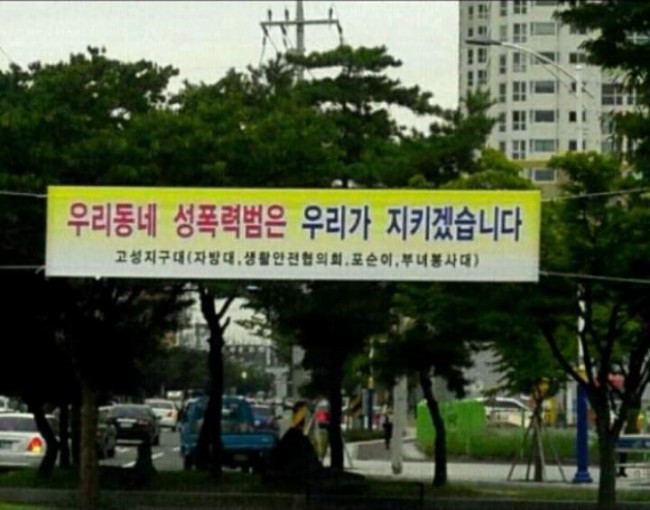 우리동네 성폭력범은 우리가 지키겠습니다
고성지구대(자방대,생활안전협의회,포순이,부녀봉사대)